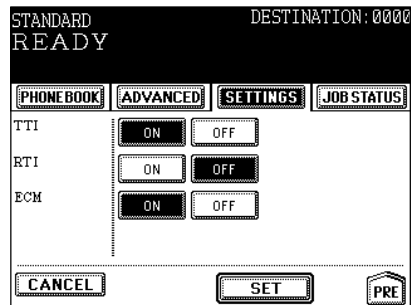 STANDARD DESTINATION:0000
READY
PHONE BOOK ADVANCED SETTINGS JOB STATUS
TTI ON OFF
RTI ON OFF
ECM ON OFF
CANCEL SET PRE